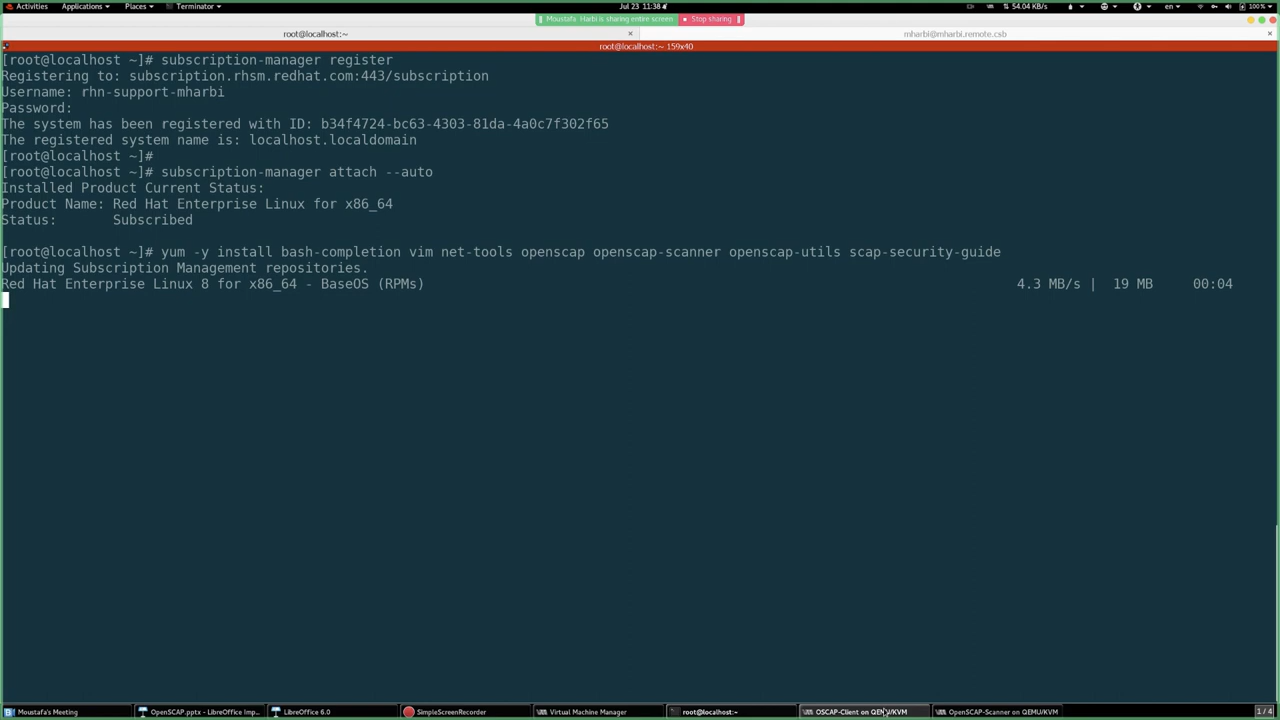 Activities Applications Places Terminator Jul 23 11:38 54.04 KB/s en 100%
Moustafa Harbi is sharing entire screen Stop sharing
root@localhost:~ mharbi@mharbi.remote.csb
root@localhost:~ 159x40
[root@localhost ~]# subscription-manager register
Registering to: subscription.rhsm.redhat.com:443/subscription
Username: rhn-support-mharbi
Password:
The system has been registered with ID: b34f4724-bc63-4303-81da-4a0c7f302f65
The registered system name is: localhost.localdomain
[root@localhost ~]#
[root@localhost ~]# subscription-manager attach --auto
Installed Product Current Status:
Product Name: Red Hat Enterprise Linux for x86_64
Status: Subscribed
[root@localhost ~]# yum -y install bash-completion vim net-tools openscap openscap-scanner openscap-utils scap-security-guide
Updating Subscription Management repositories.
Red Hat Enterprise Linux 8 for x86_64 - BaseOS (RPMs) 4.3 MB/s | 19 MB 00:04
Moustafa's Meeting OpenSCAP.pptx - LibreOffice Imp... LibreOffice 6.0 SimpleScreenRecorder Virtual Machine Manager root@localhost:~ OSCAP-Client on QEMU/KVM OpenSCAP-Scanner on QEMU/KVM 1 / 4